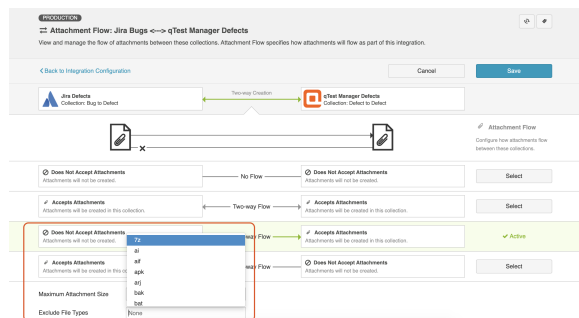 PRODUCTION
Attachment Flow: Jira Bugs <—> qTest Manager Defects
View and manage the flow of attachments between these collections. Attachment Flow specifies how attachments will flow as part of this integration.
Back to Integration Configuration
Cancel
Save
Jira Defects
Collection: Bug to Defect
Two-way Creation
qTest Manager Defects
Collection: Defect to Defect
Attachment Flow
Configure how attachments flow
between these collections.
Does Not Accept Attachments
Attachments will not be created.
No Flow
Does Not Accept Attachments
Attachments will not be created.
Select
Accepts Attachments
Attachments will be created in this collection.
Two-way Flow
Accepts Attachments
Attachments will be created in this collection.
Select
Does Not Accept Attachments
Attachments will not be created.
way Flow
Accepts Attachments
Attachments will be created in this collection.
Active
Accepts Attachments
Attachments will be created in this co
way Flow
Does Not Accept Attachments
Attachments will not be created.
Select
7z
ai
aif
apk
arj
bak
bat
Maximum Attachment Size
Exclude File Types
None